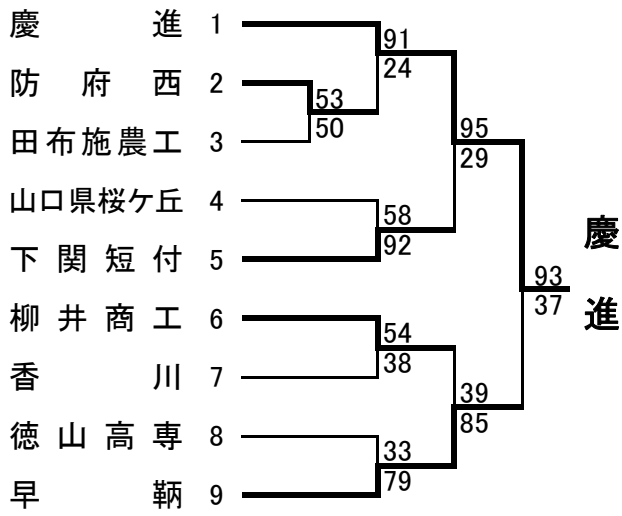 慶進 1
防府西 2
田布施農工 3
山口県桜ケ丘 4
下関短付 5
柳井商工 6
香川 7
徳山高専 8
早鞆 9
53
50
91
24
58
92
54
38
33
79
95
29
39
85
93
37
慶進